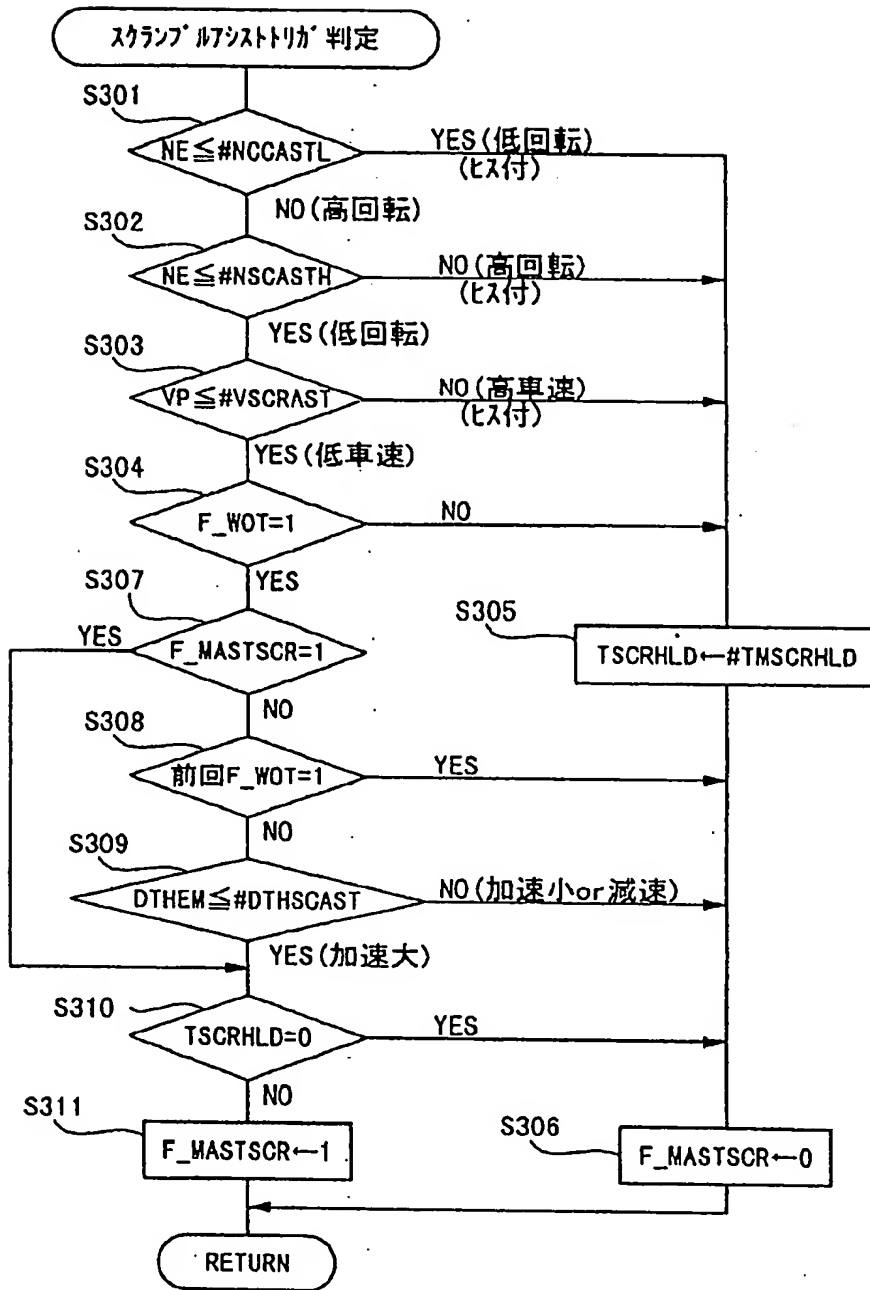 スクランブルアシストトリガ判定
S301
NE≦#NCCASTL
YES(低回転)
(ヒス付)
NO(高回転)
S302
NE≦#NSCASTH
NO(高回転)
(ヒス付)
YES(低回転)
S303
VP≦#VSCRAST
NO(高車速)
(ヒス付)
YES(低車速)
S304
F_WOT=1
NO
YES
S307
F_MASTSCR=1
YES
NO
S305
TSCRHLD←#TMSCRHLD
S308
前回F_WOT=1
YES
NO
S309
DTHEM≦#DTHSCAST
NO(加速小or減速)
YES(加速大)
S310
TSCRHLD=0
YES
NO
S311
F_MASTSCR←1
S306
F_MASTSCR←0
RETURN